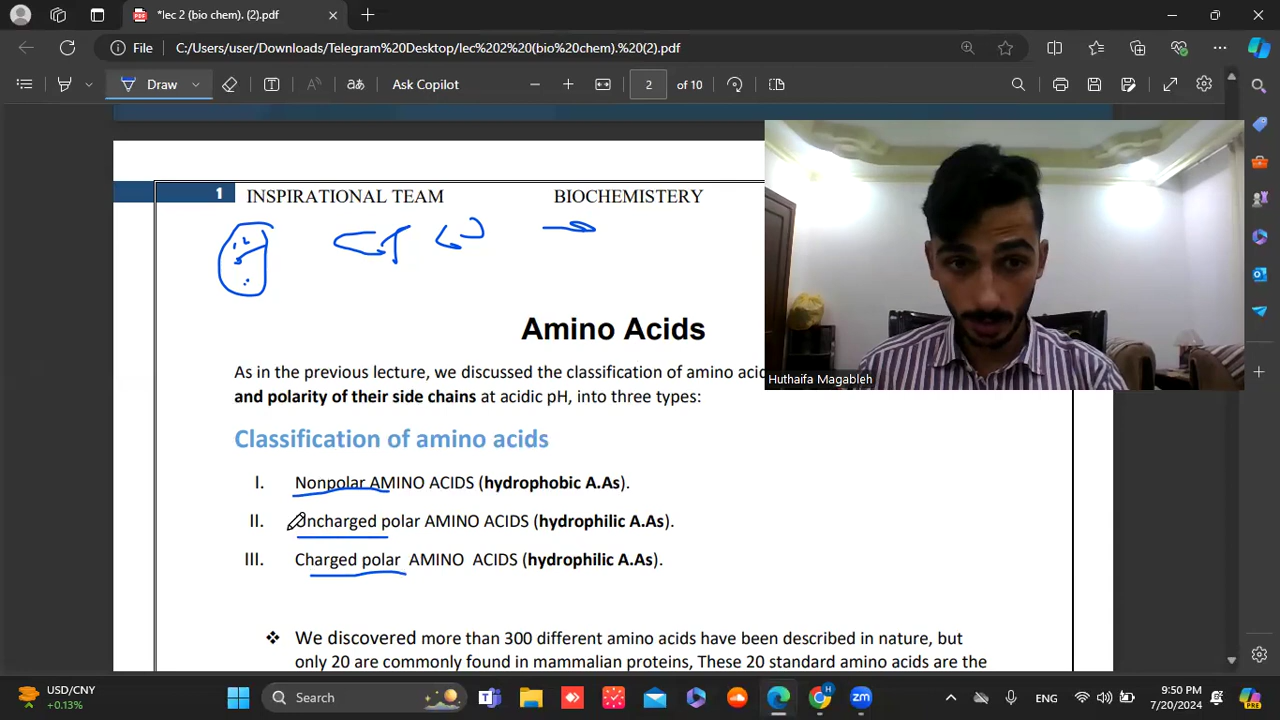 *lec 2 (bio chem). (2).pdf
File C:/Users/user/Downloads/Telegram%20Desktop/lec%202%20(bio%20chem).%20(2).pdf
Draw aあ Ask Copilot 2 of 10
1 INSPIRATIONAL TEAM BIOCHEMISTERY
Amino Acids
As in the previous lecture, we discussed the classification of amino
and polarity of their side chains at acidic pH, into three types:
Huthaifa Magableh
Classification of amino acids
I. Nonpolar AMINO ACIDS (hydrophobic A.As).
II. Uncharged polar AMINO ACIDS (hydrophilic A.As).
III. Charged polar AMINO ACIDS (hydrophilic A.As).
❖ We discovered more than 300 different amino acids have been described in nature, but
only 20 are commonly found in mammalian proteins, These 20 standard amino acids are the
USD/CNY
+0.13%
Search
ENG
9:50 PM
7/20/2024